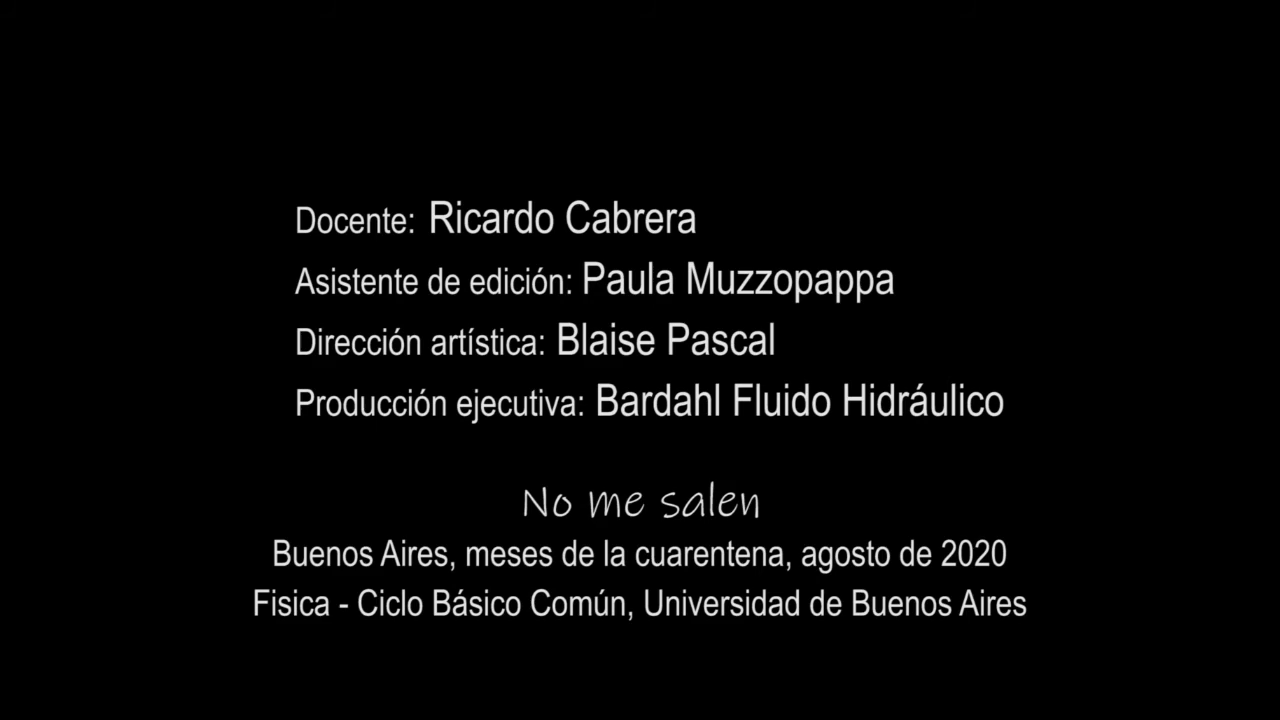 Docente: Ricardo Cabrera
Asistente de edición: Paula Muzzopappa
Dirección artística: Blaise Pascal
Producción ejecutiva: Bardahl Fluido Hidráulico
No me salen
Buenos Aires, meses de la cuarentena, agosto de 2020
Fisica - Ciclo Básico Común, Universidad de Buenos Aires